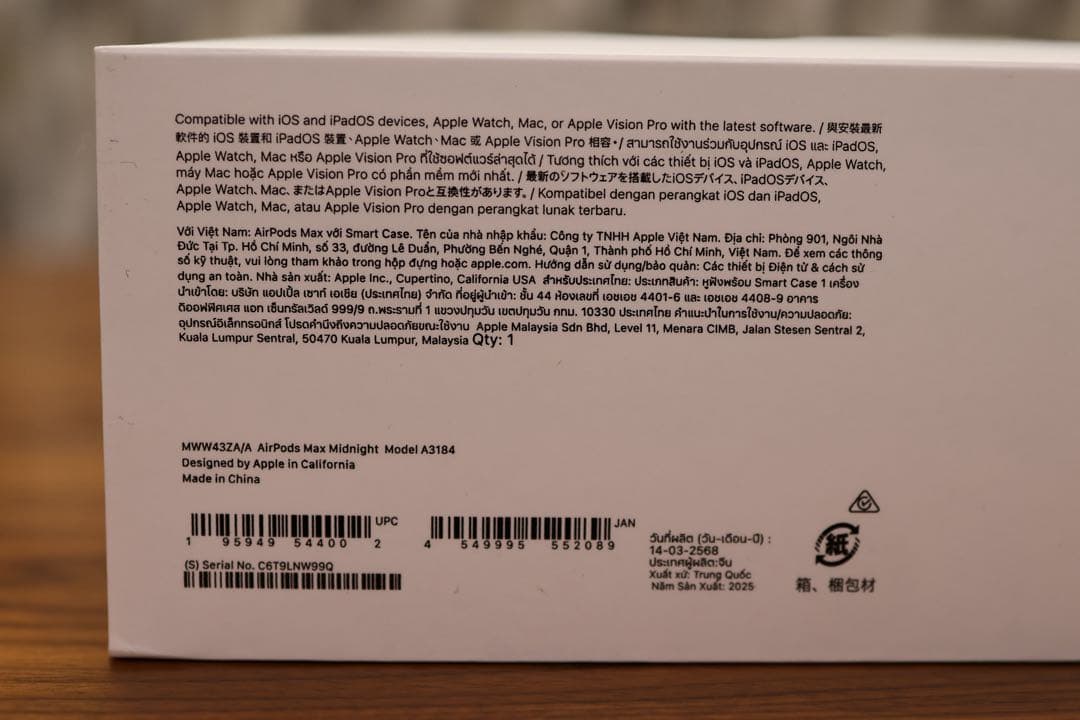 Compatible with iOS and iPadOS devices, Apple Watch, Mac, or Apple Vision Pro with the latest software. / 與安裝最新
軟件的 iOS 裝置和 iPadOS 裝置、Apple Watch、Mac 或 Apple Vision Pro 相容。/ สามารถใช้งานร่วมกับอุปกรณ์ iOS และ iPadOS,
Apple Watch, Mac หรือ Apple Vision Pro ที่ใช้ซอฟต์แวร์ล่าสุดได้ / Tương thích với các thiết bị iOS và iPadOS, Apple Watch,
máy Mac hoặc Apple Vision Pro có phần mềm mới nhất. / 最新のソフトウェアを搭載したiOSデバイス、iPadOSデバイス、
Apple Watch、Mac、またはApple Vision Proと互換性があります。/ Kompatibel dengan perangkat iOS dan iPadOS,
Apple Watch, Mac, atau Apple Vision Pro dengan perangkat lunak terbaru.
Với Việt Nam: AirPods Max với Smart Case. Tên của nhà nhập khẩu: Công ty TNHH Apple Việt Nam. Địa chỉ: Phòng 901, Ngôi Nhà
Đức Tại Tp. Hồ Chí Minh, số 33, đường Lê Duẩn, Phường Bến Nghé, Quận 1, Thành phố Hồ Chí Minh, Việt Nam. Để xem các thông
số kỹ thuật, vui lòng tham khảo trong hộp đựng hoặc apple.com. Hướng dẫn sử dụng/bảo quản: Các thiết bị Điện tử & cách sử
dụng an toàn. Nhà sản xuất: Apple Inc., Cupertino, California USA สำหรับประเทศไทย: ประเภทสินค้า: หูฟังพร้อม Smart Case 1 เครื่อง
นำเข้าโดย: บริษัท แอปเปิ้ล เซาท์ เอเชีย (ประเทศไทย) จำกัด ที่อยู่ผู้นำเข้า: ชั้น 44 ห้องเลขที่ เอชเอช 4401-6 และ เอชเอช 4408-9 อาคาร
ดิออฟฟิศเศส แอท เซ็นทรัลเวิลด์ 999/9 ถ.พระรามที่ 1 แขวงปทุมวัน เขตปทุมวัน กทม. 10330 ประเทศไทย คำแนะนำในการใช้งาน/ความปลอดภัย:
อุปกรณ์อิเล็กทรอนิกส์ โปรดคำนึงถึงความปลอดภัยขณะใช้งาน Apple Malaysia Sdn Bhd, Level 11, Menara CIMB, Jalan Stesen Sentral 2,
Kuala Lumpur Sentral, 50470 Kuala Lumpur, Malaysia Qty: 1
MWW43ZA/A AirPods Max Midnight Model A3184
Designed by Apple in California
Made in China
UPC
1 95949 54400 2
JAN
4 549995 552089
(S) Serial No. C6T9LNW99Q
วันที่ผลิต (วัน-เดือน-ปี) :
14-03-2568
ประเทศผู้ผลิต:จีน
Xuất xứ: Trung Quốc
Năm Sản Xuất: 2025
紙
箱、梱包材